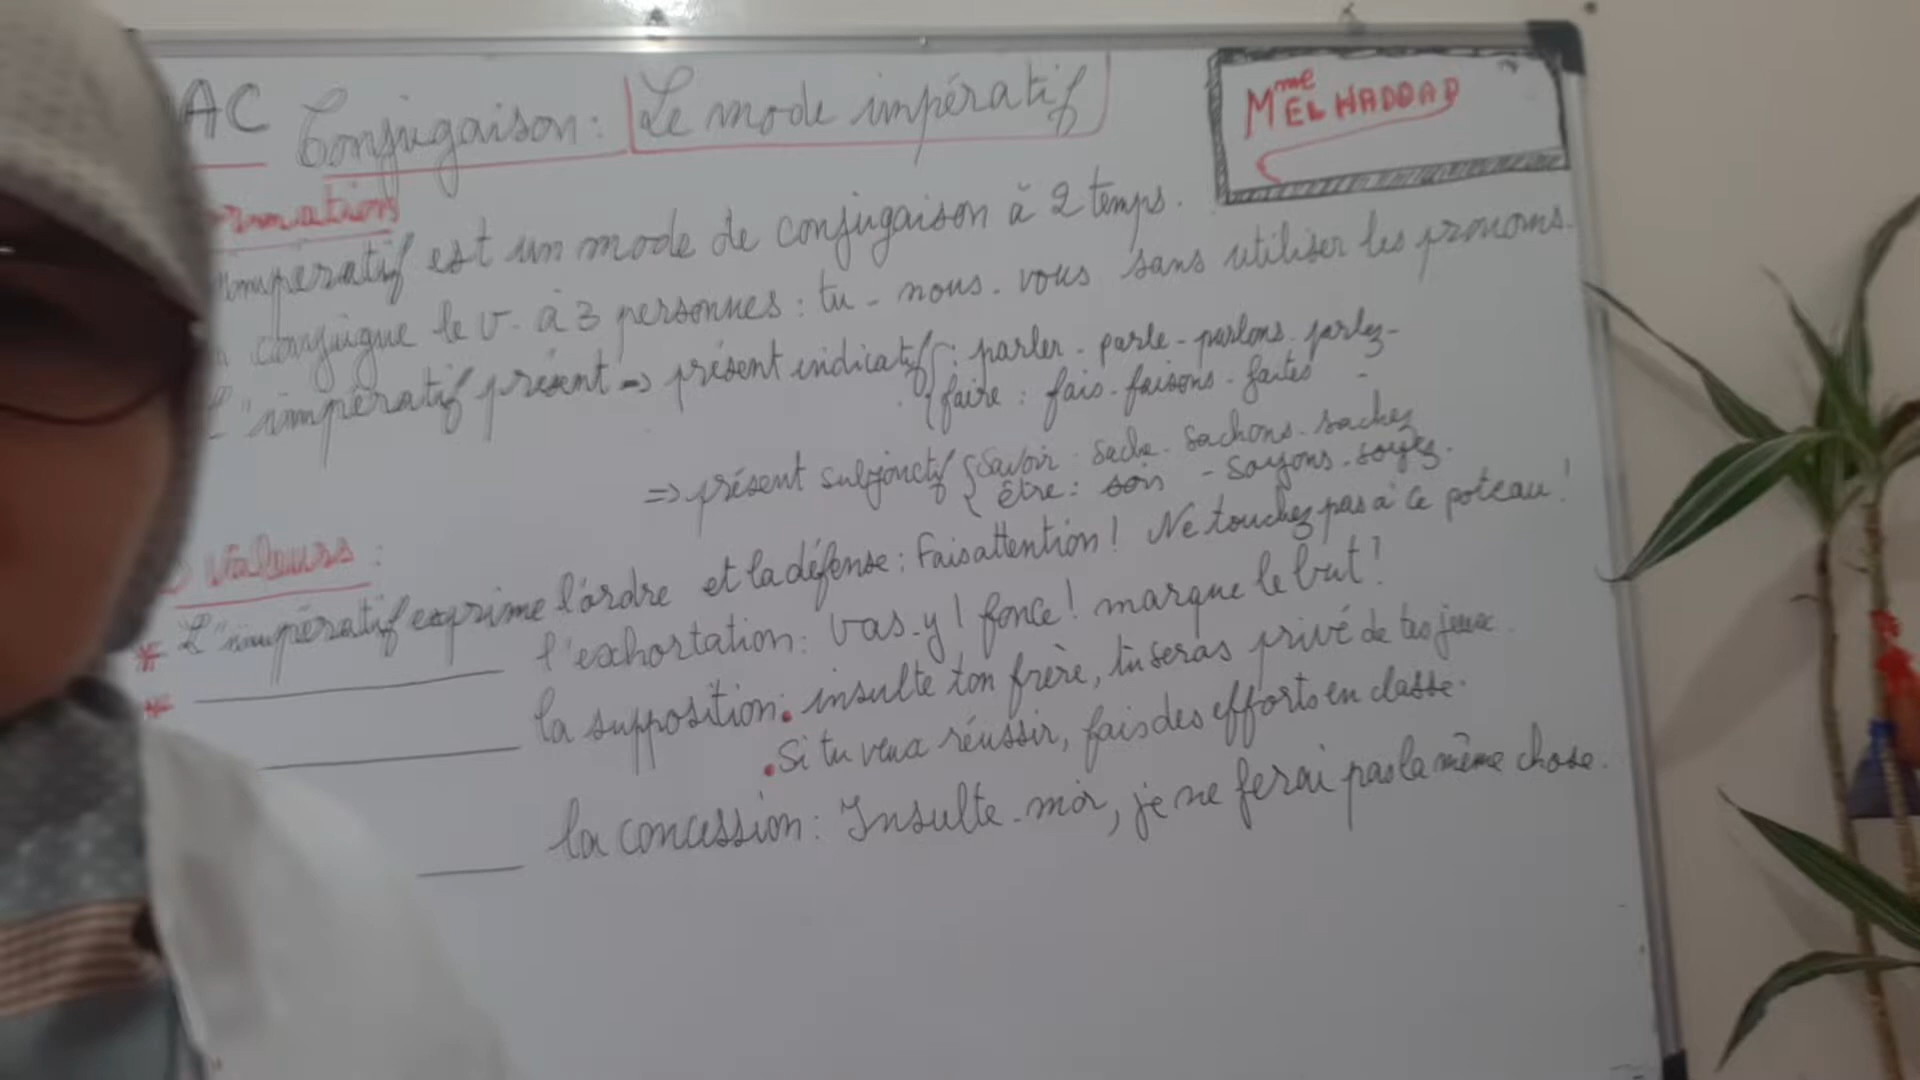 AC Conjugaison: Le mode impératif
Mme EL HADDAD
rmation
impératif est un mode de conjugaison à 2 temps.
conjugue le v. à 3 personnes: tu - nous - vous sans utiliser les pronoms.
L'impératif présent => présent indicatif { : parler - parle - parlons - parlez -
faire : fais - faisons - faites -
=> présent subjonctif { savoir : sache - sachons - sachez
être : sois - soyons - soyez.
Valeurs :
* L'impératif exprime l'ordre et la défense : Fais attention ! Ne touchez pas à ce poteau !
* l'exhortation : Vas-y ! fonce ! marque le but !
la supposition . insulte ton frère, tu seras privé de tes jeux.
. Si tu veux réussir, fais des efforts en classe.
la concession : Insulte-moi, je ne ferai pas la même chose.